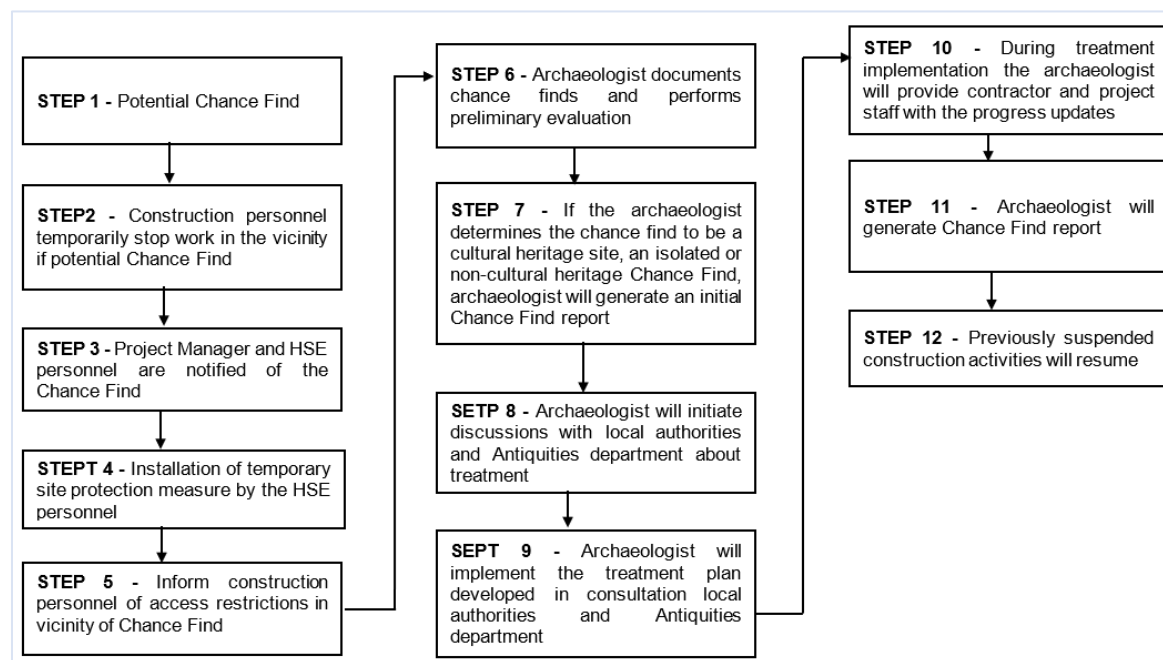 STEP 1 - Potential Chance Find
STEP2 - Construction personnel
temporarily stop work in the vicinity
if potential Chance Find
STEP 3 - Project Manager and HSE
personnel are notified of the
Chance Find
STEPT 4 - Installation of temporary
site protection measure by the HSE
personnel
STEP 5 - Inform construction
personnel of access restrictions in
vicinity of Chance Find
STEP 6 - Archaeologist documents
chance finds and performs
preliminary evaluation
STEP 7 - If the archaeologist
determines the chance find to be a
cultural heritage site, an isolated or
non-cultural heritage Chance Find,
archaeologist will generate an initial
Chance Find report
SETP 8 - Archaeologist will initiate
discussions with local authorities
and Antiquities department about
treatment
SEPT 9 - Archaeologist will
implement the treatment plan
developed in consultation local
authorities and Antiquities
department
STEP 10 - During treatment
implementation the archaeologist
will provide contractor and project
staff with the progress updates
STEP 11 - Archaeologist will
generate Chance Find report
STEP 12 - Previously suspended
construction activities will resume